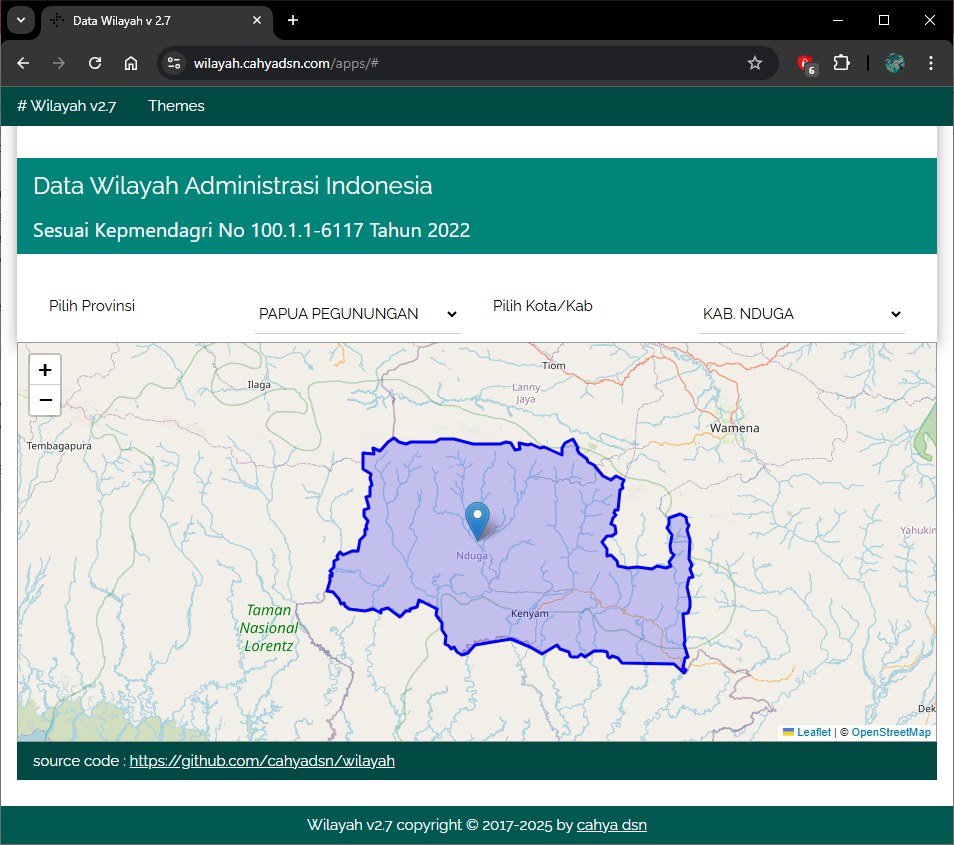 Data Wilayah v 2.7
wilayah.cahyadsn.com/apps/#
6
# Wilayah v2.7 Themes
Data Wilayah Administrasi Indonesia
Sesuai Kepmendagri No 100.1.1-6117 Tahun 2022
Pilih Provinsi PAPUA PEGUNUNGAN Pilih Kota/Kab KAB. NDUGA
+
−
Tiom
Ilaga
Lanny
Jaya
Wamena
Tembagapura
Yahukin
Nduga
Taman
Nasional
Lorentz
Kenyam
Dek
Leaflet | © OpenStreetMap
source code : https://github.com/cahyadsn/wilayah
Wilayah v2.7 copyright © 2017-2025 by cahya dsn